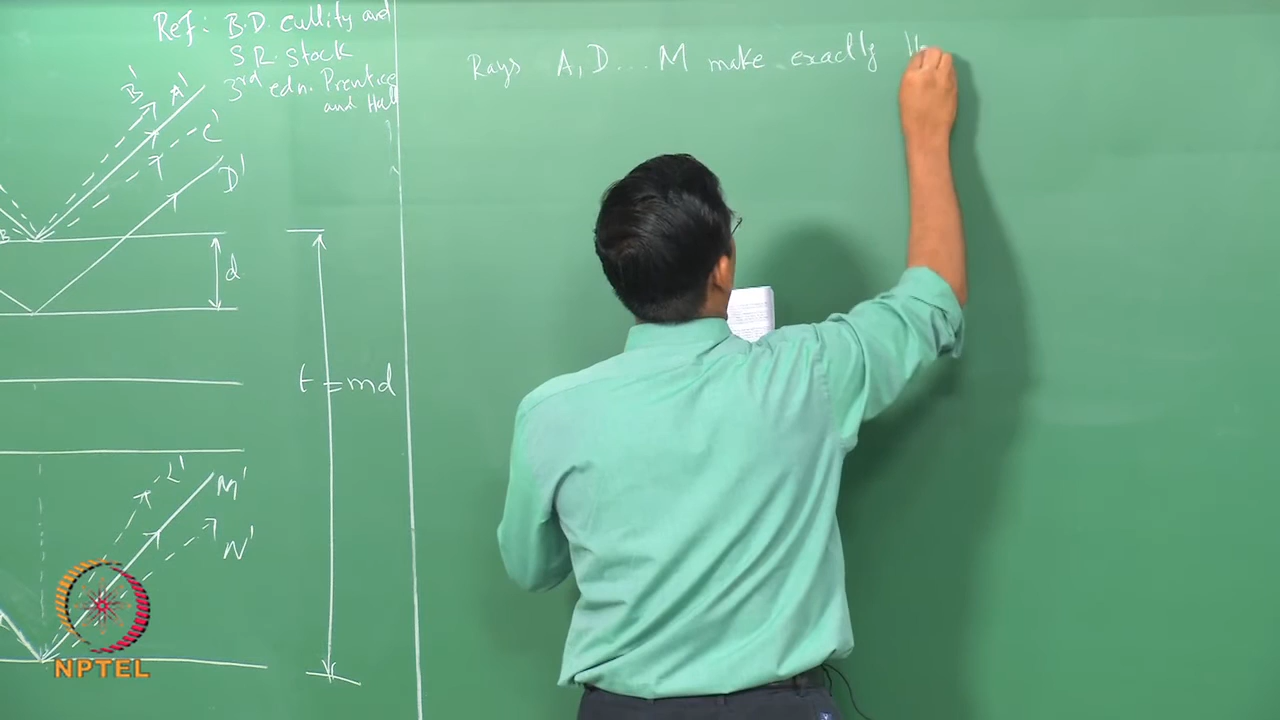 Ref: B.D. cullity and
S.R. Stock
3rd edn. Prentice
and Hall
Rays A, D .... M make exactly
B'
A'
C'
D'
d
t = md
L'
M'
N'
NPTEL